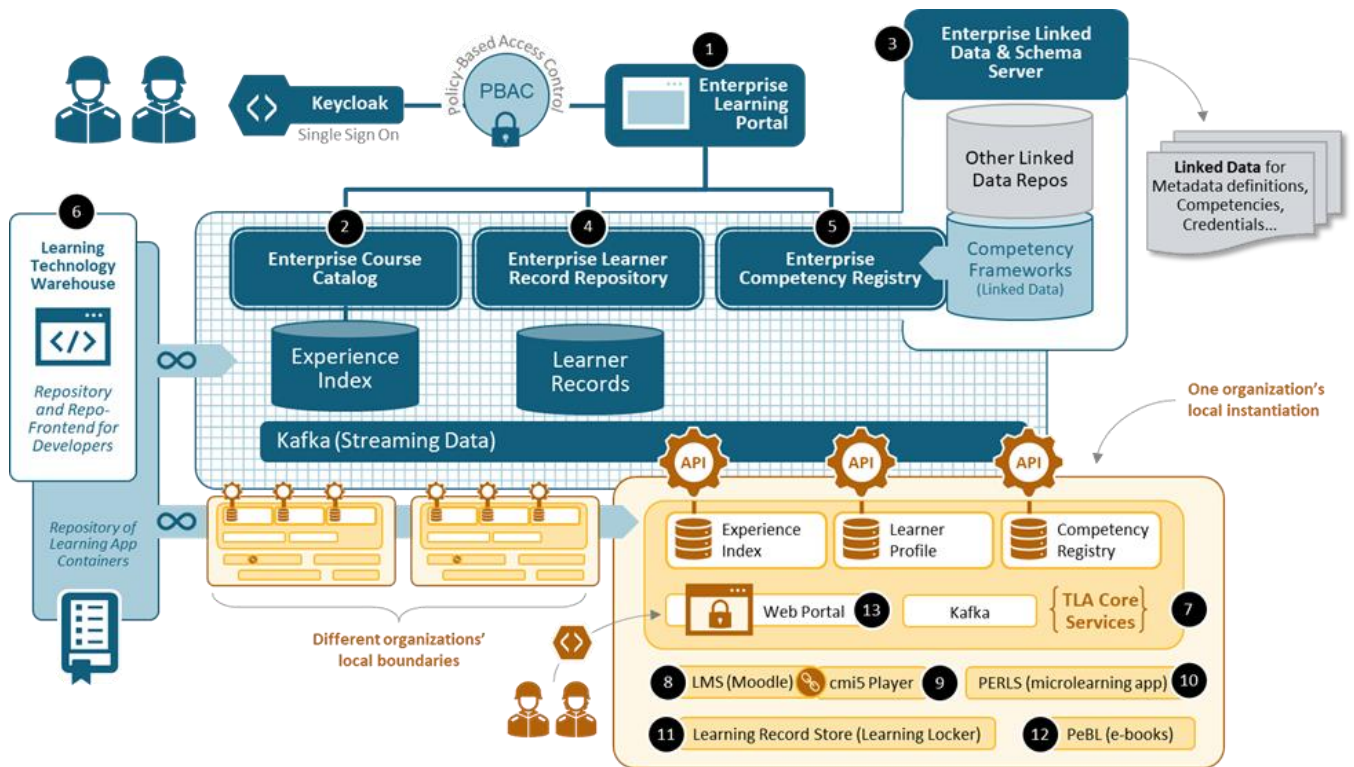 Policy-Based Access Control
PBAC
Keycloak
Single Sign On
1
Enterprise
Learning
Portal
3
Enterprise Linked
Data & Schema
Server
Other Linked
Data Repos
Competency
Frameworks
(Linked Data)
Linked Data for
Metadata definitions,
Competencies,
Credentials...
6
Learning
Technology
Warehouse
</>
Repository
and Repo-
Frontend for
Developers
Repository of
Learning App
Containers
2
Enterprise Course
Catalog
4
Enterprise Learner
Record Repository
5
Enterprise
Competency Registry
Experience
Index
Learner
Records
Kafka (Streaming Data)
One organization's
local instantiation
API
API
API
Experience
Index
Learner
Profile
Competency
Registry
Web Portal
13
Kafka
{TLA Core
Services}
7
Different organizations'
local boundaries
8
LMS (Moodle)
cmi5 Player
9
PERLS (microlearning app)
10
11
Learning Record Store (Learning Locker)
12
PeBL (e-books)